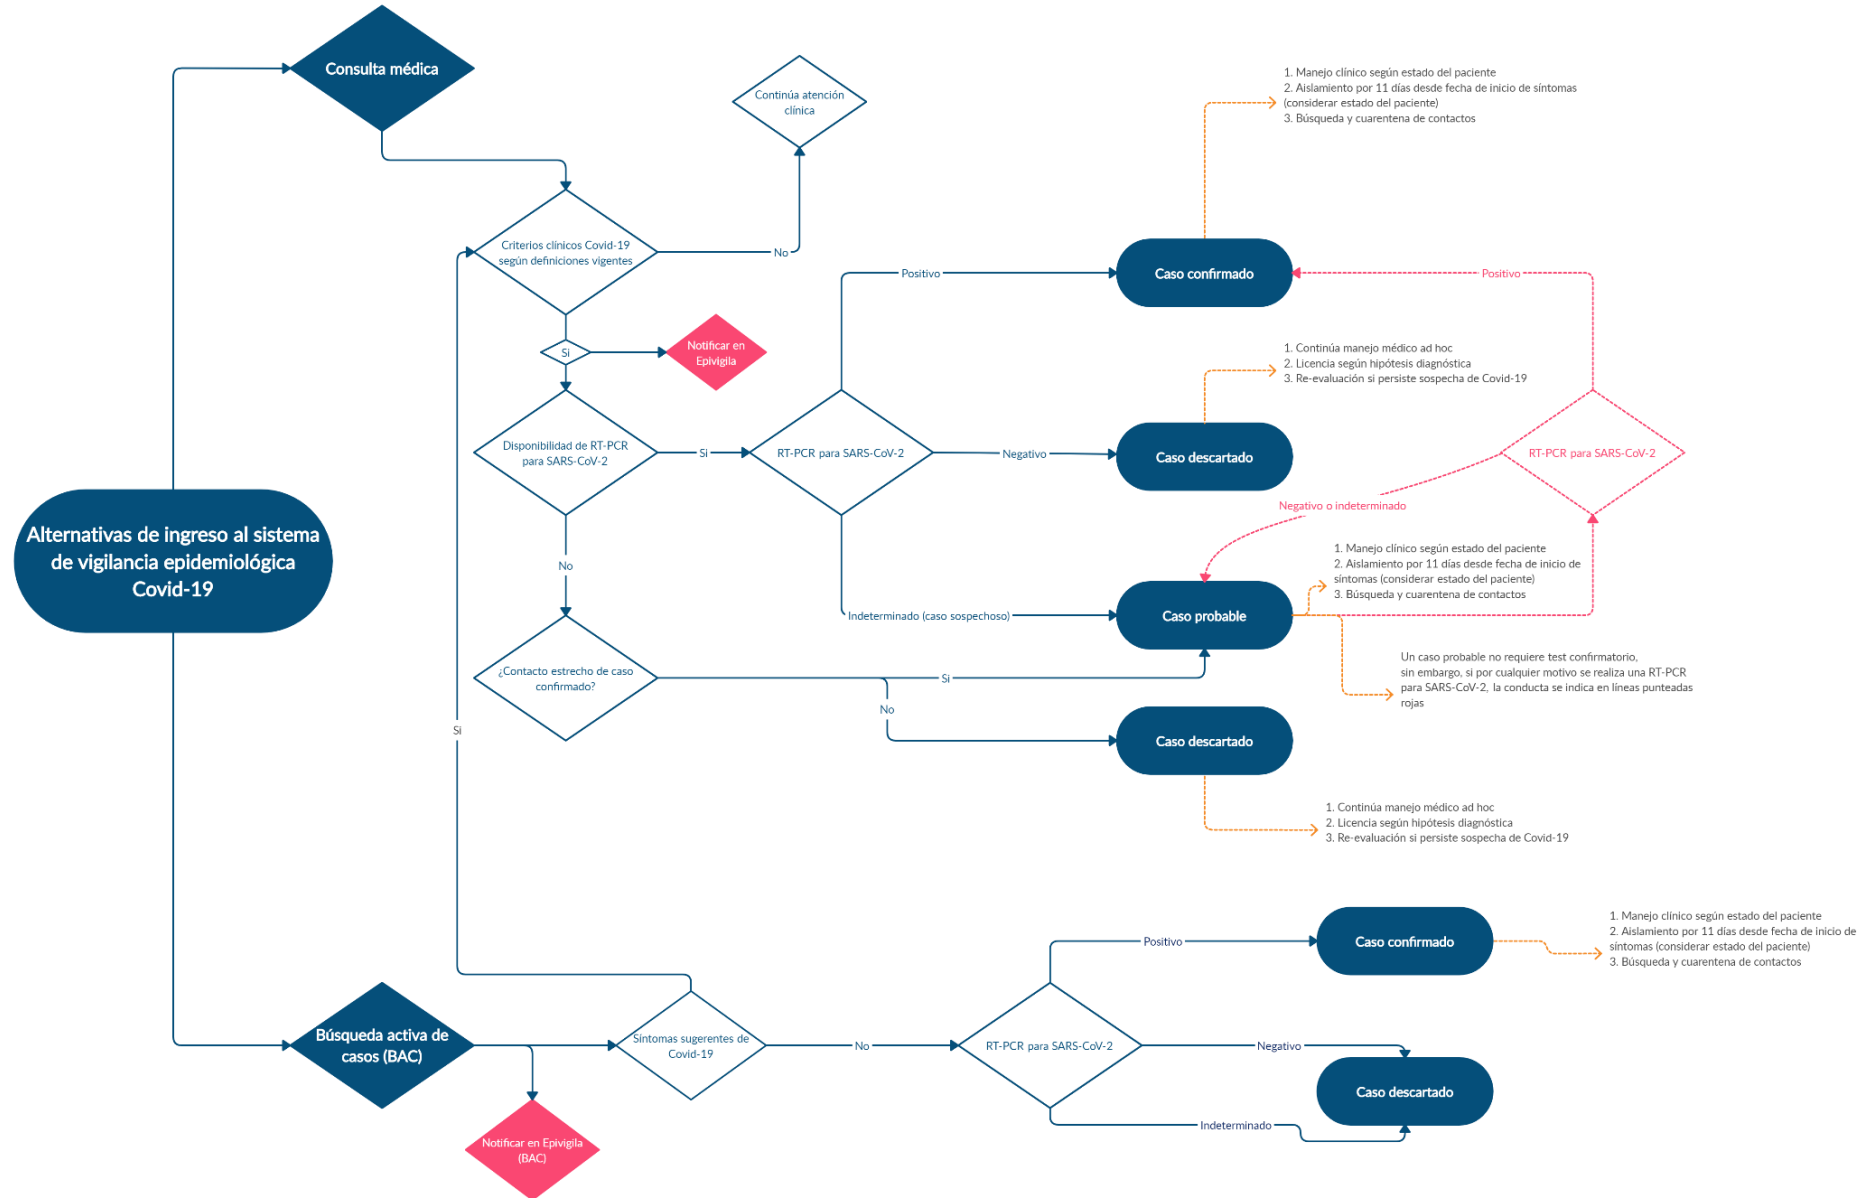 Consulta médica
Continúa atención
clínica
1. Manejo clínico según estado del paciente
2. Aislamiento por 11 días desde fecha de inicio de síntomas
(considerar estado del paciente)
3. Búsqueda y cuarentena de contactos
Criterios clínicos Covid-19
según definiciones vigentes
No
Positivo
Caso confirmado
Positivo
Si
Notificar en
Epivigila
1. Continúa manejo médico ad hoc
2. Licencia según hipótesis diagnóstica
3. Re-evaluación si persiste sospecha de Covid-19
Disponibilidad de RT-PCR
para SARS-CoV-2
Si
RT-PCR para SARS-CoV-2
Negativo
Caso descartado
RT-PCR para SARS-CoV-2
Negativo o indeterminado
Alternativas de ingreso al sistema
de vigilancia epidemiológica
Covid-19
No
1. Manejo clínico según estado del paciente
2. Aislamiento por 11 días desde fecha de inicio de
síntomas (considerar estado del paciente)
3. Búsqueda y cuarentena de contactos
Indeterminado (caso sospechoso)
Caso probable
¿Contacto estrecho de caso
confirmado?
Si
No
Un caso probable no requiere test confirmatorio,
sin embargo, si por cualquier motivo se realiza una RT-PCR
para SARS-CoV-2, la conducta se indica en líneas punteadas
rojas
Si
Caso descartado
1. Continúa manejo médico ad hoc
2. Licencia según hipótesis diagnóstica
3. Re-evaluación si persiste sospecha de Covid-19
Positivo
Caso confirmado
1. Manejo clínico según estado del paciente
2. Aislamiento por 11 días desde fecha de inicio de
síntomas (considerar estado del paciente)
3. Búsqueda y cuarentena de contactos
Búsqueda activa de
casos (BAC)
Síntomas sugerentes de
Covid-19
No
RT-PCR para SARS-CoV-2
Negativo
Caso descartado
Indeterminado
Notificar en Epivigila
(BAC)